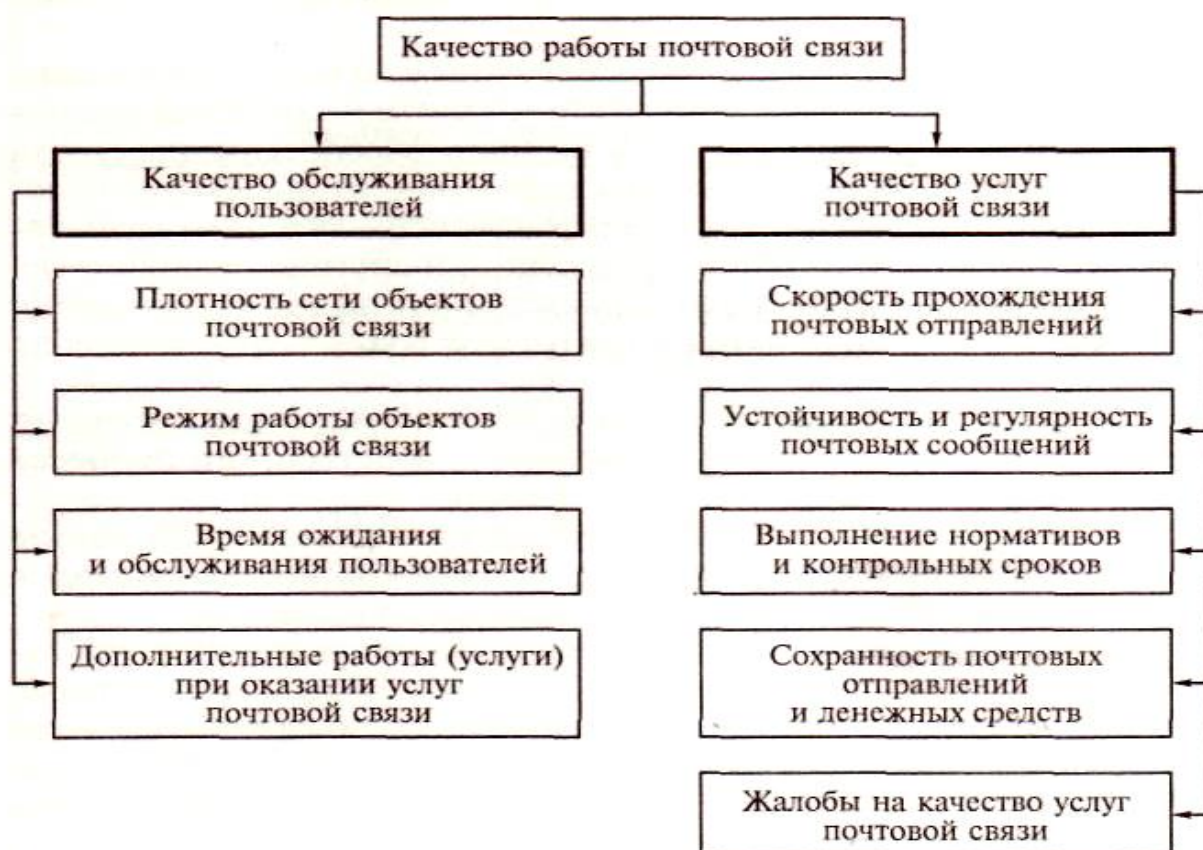 Качество работы почтовой связи
Качество обслуживания
пользователей
Плотность сети объектов
почтовой связи
Режим работы объектов
почтовой связи
Время ожидания
и обслуживания пользователей
Дополнительные работы (услуги)
при оказании услуг
почтовой связи
Качество услуг
почтовой связи
Скорость прохождения
почтовых отправлений
Устойчивость и регулярность
почтовых сообщений
Выполнение нормативов
и контрольных сроков
Сохранность почтовых
отправлений
и денежных средств
Жалобы на качество услуг
почтовой связи